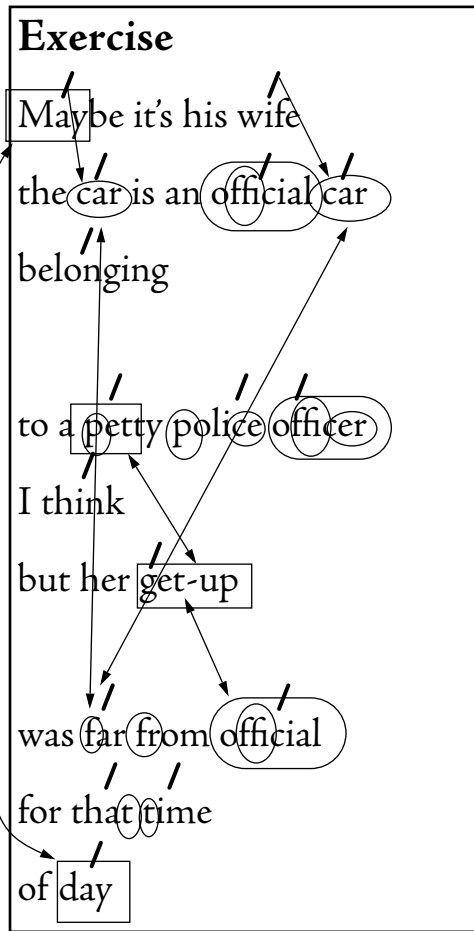 Exercise
Maybe it's his wife
the car is an official car
belonging
to a petty police officer
I think
but her get-up
was far from official
for that time
of day